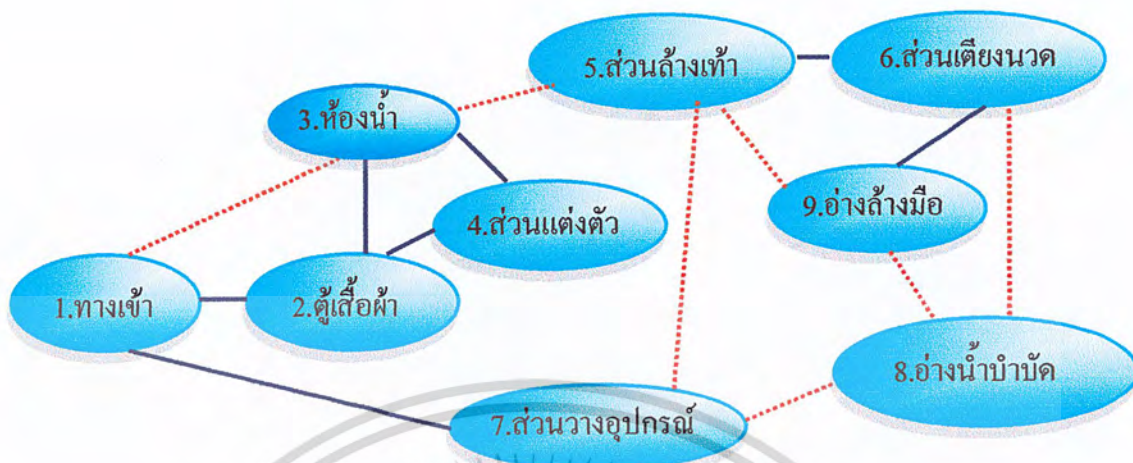 5.ส่วนล้างเท้า
6.ส่วนเตียงนวด
3.ห้องน้ำ
9.อ่างล้างมือ
4.ส่วนแต่งตัว
1.ทางเข้า
2.ตู้เสื้อผ้า
8.อ่างน้ำบำบัด
7.ส่วนวางอุปกรณ์